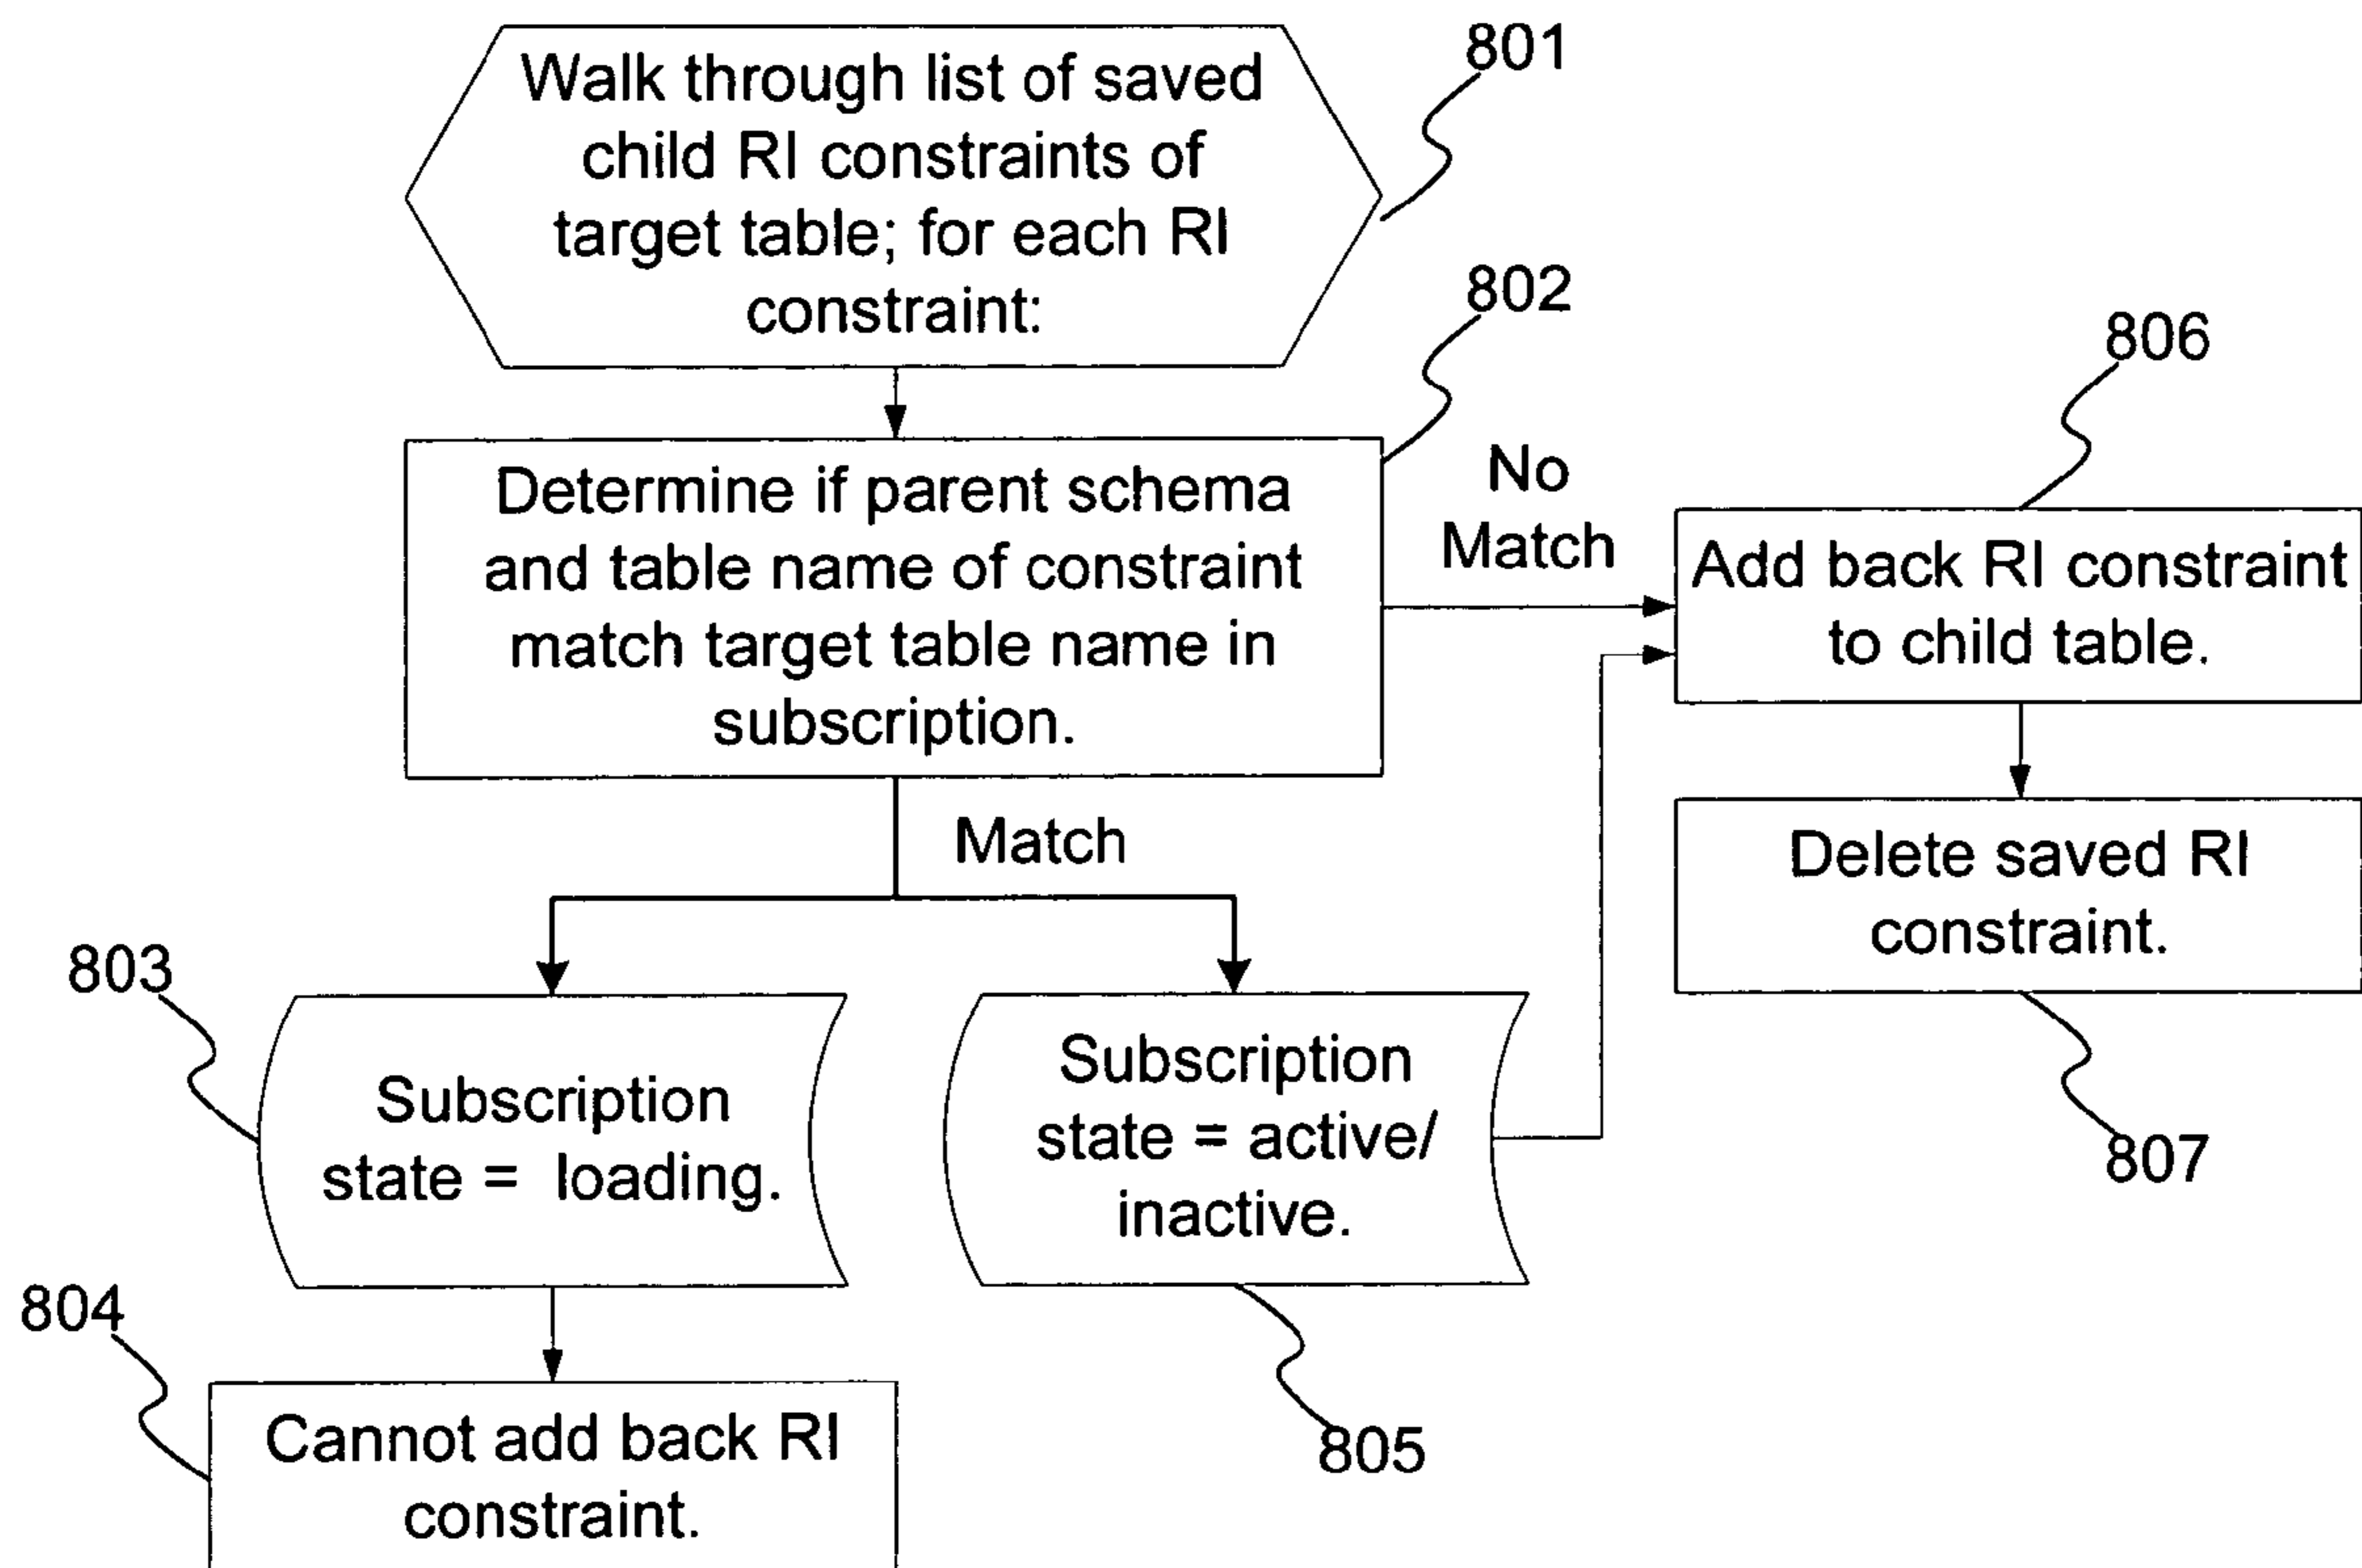 Walk through list of saved
child RI constraints of
target table; for each RI
constraint:
801
Determine if parent schema
and table name of constraint
match target table name in
subscription.
802
No
Match
806
Add back RI constraint
to child table.
Match
Delete saved RI
constraint.
807
803
Subscription
state = loading.
Subscription
state = active/
inactive.
805
804
Cannot add back RI
constraint.